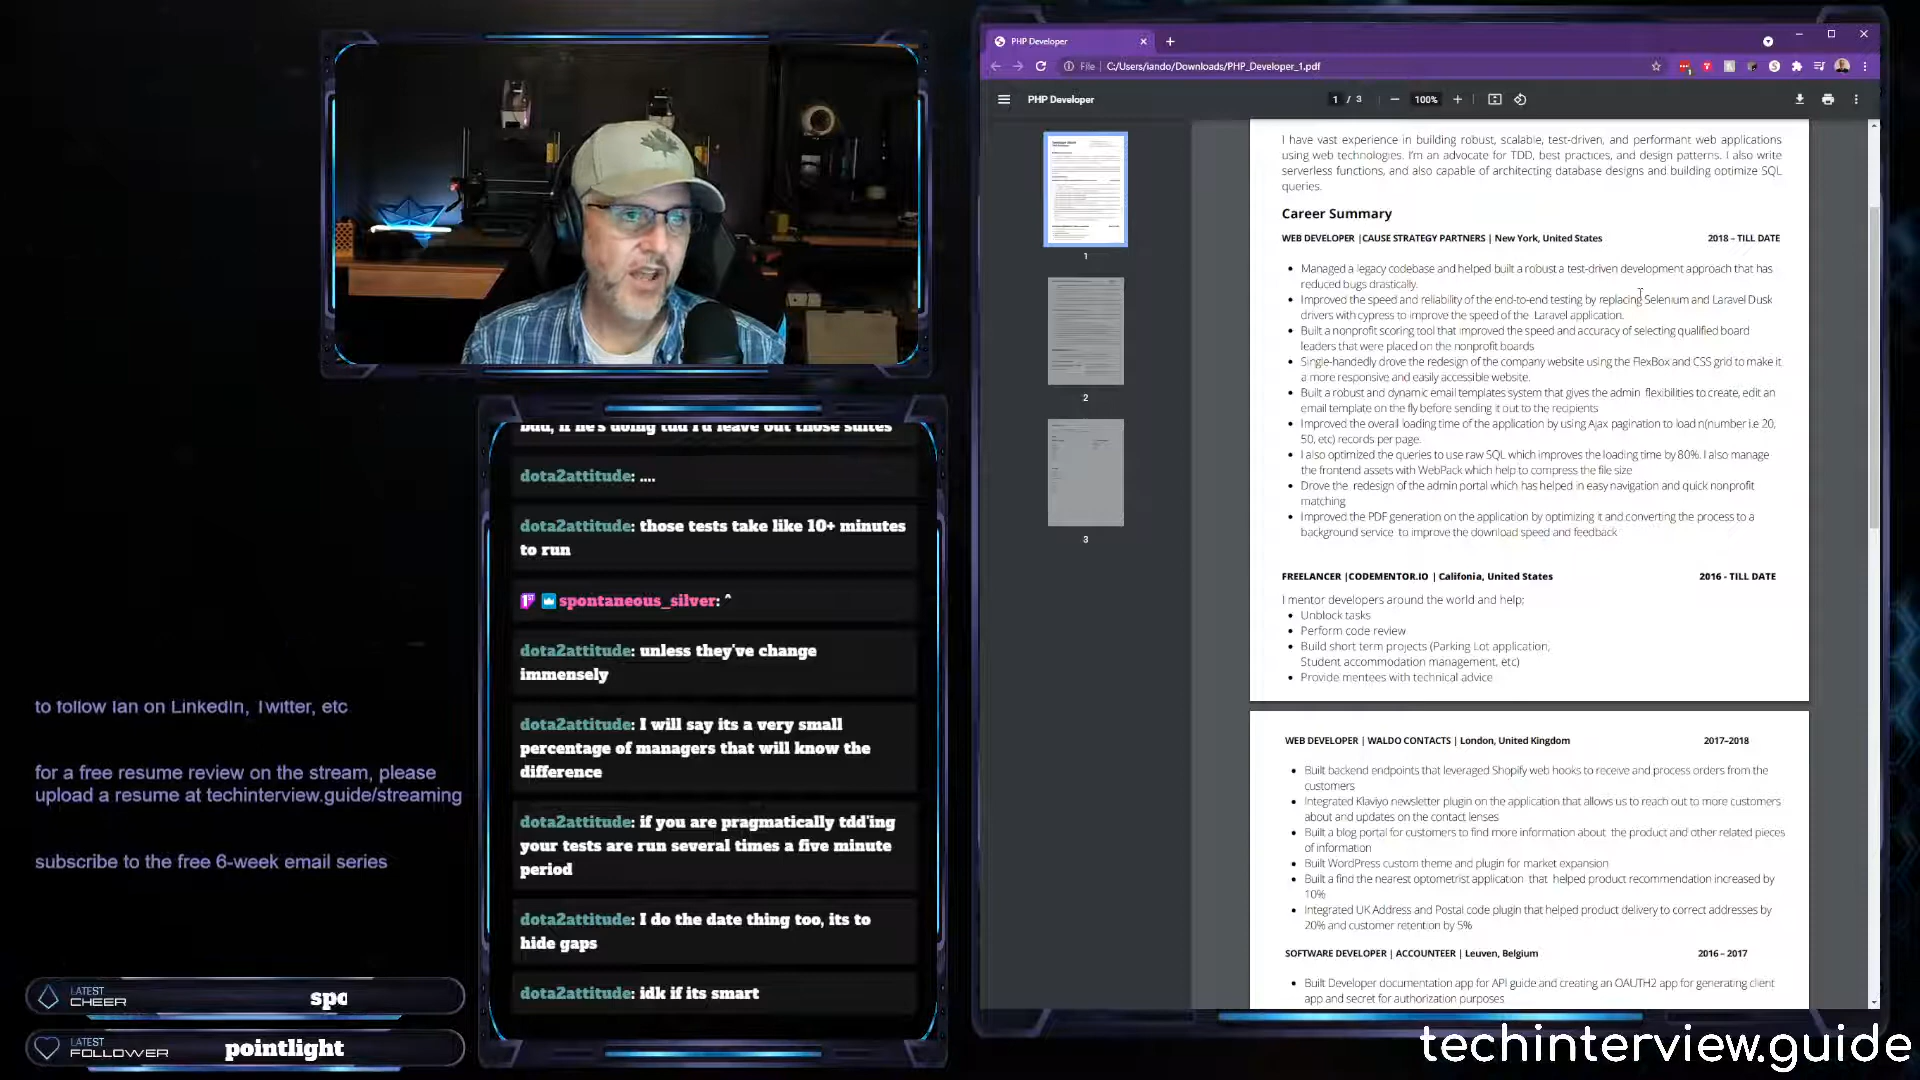 to follow Ian on LinkedIn, Twitter, etc
for a free resume review on the stream, please
upload a resume at techinterview.guide/streaming
subscribe to the free 6-week email series
LATEST
CHEER
spo
LATEST
FOLLOWER
pointlight
bud, if he's doing tdd I'd leave out those suites
dota2attitude: ....
dota2attitude: those tests take like 10+ minutes
to run
spontaneous_silver: ^
dota2attitude: unless they've change
immensely
dota2attitude: I will say its a very small
percentage of managers that will know the
difference
dota2attitude: if you are pragmatically tdd'ing
your tests are run several times a five minute
period
dota2attitude: I do the date thing too, its to
hide gaps
dota2attitude: idk if its smart
PHP Developer
File C:/Users/iando/Downloads/PHP_Developer_1.pdf
PHP Developer
1 / 3
100%
1
2
3
I have vast experience in building robust, scalable, test-driven, and performant web applications
using web technologies. I'm an advocate for TDD, best practices, and design patterns. I also write
serverless functions, and also capable of architecting database designs and building optimize SQL
queries.
Career Summary
WEB DEVELOPER |CAUSE STRATEGY PARTNERS | New York, United States 2018 – TILL DATE
• Managed a legacy codebase and helped built a robust a test-driven development approach that has
reduced bugs drastically.
• Improved the speed and reliability of the end-to-end testing by replacing Selenium and Laravel Dusk
drivers with cypress to improve the speed of the Laravel application.
• Built a nonprofit scoring tool that improved the speed and accuracy of selecting qualified board
leaders that were placed on the nonprofit boards
• Single-handedly drove the redesign of the company website using the FlexBox and CSS grid to make it
a more responsive and easily accessible website.
• Built a robust and dynamic email templates system that gives the admin flexibilities to create, edit an
email template on the fly before sending it out to the recipients
• Improved the overall loading time of the application by using Ajax pagination to load n(number i.e 20,
50, etc) records per page.
• I also optimized the queries to use raw SQL which improves the loading time by 80%. I also manage
the frontend assets with WebPack which help to compress the file size
• Drove the redesign of the admin portal which has helped in easy navigation and quick nonprofit
matching
• Improved the PDF generation on the application by optimizing it and converting the process to a
background service to improve the download speed and feedback
FREELANCER |CODEMENTOR.IO | Califonia, United States 2016 - TILL DATE
I mentor developers around the world and help;
• Unblock tasks
• Perform code review
• Build short term projects (Parking Lot application,
Student accommodation management, etc)
• Provide mentees with technical advice
WEB DEVELOPER | WALDO CONTACTS | London, United Kingdom 2017–2018
• Built backend endpoints that leveraged Shopify web hooks to receive and process orders from the
customers
• Integrated Klaviyo newsletter plugin on the application that allows us to reach out to more customers
about and updates on the contact lenses
• Built a blog portal for customers to find more information about the product and other related pieces
of information
• Built WordPress custom theme and plugin for market expansion
• Built a find the nearest optometrist application that helped product recommendation increased by
10%
• Integrated UK Address and Postal code plugin that helped product delivery to correct addresses by
20% and customer retention by 5%
SOFTWARE DEVELOPER | ACCOUNTEER | Leuven, Belgium 2016 – 2017
• Built Developer documentation app for API guide and creating an OAUTH2 app for generating client
app and secret for authorization purposes
techinterview.guide